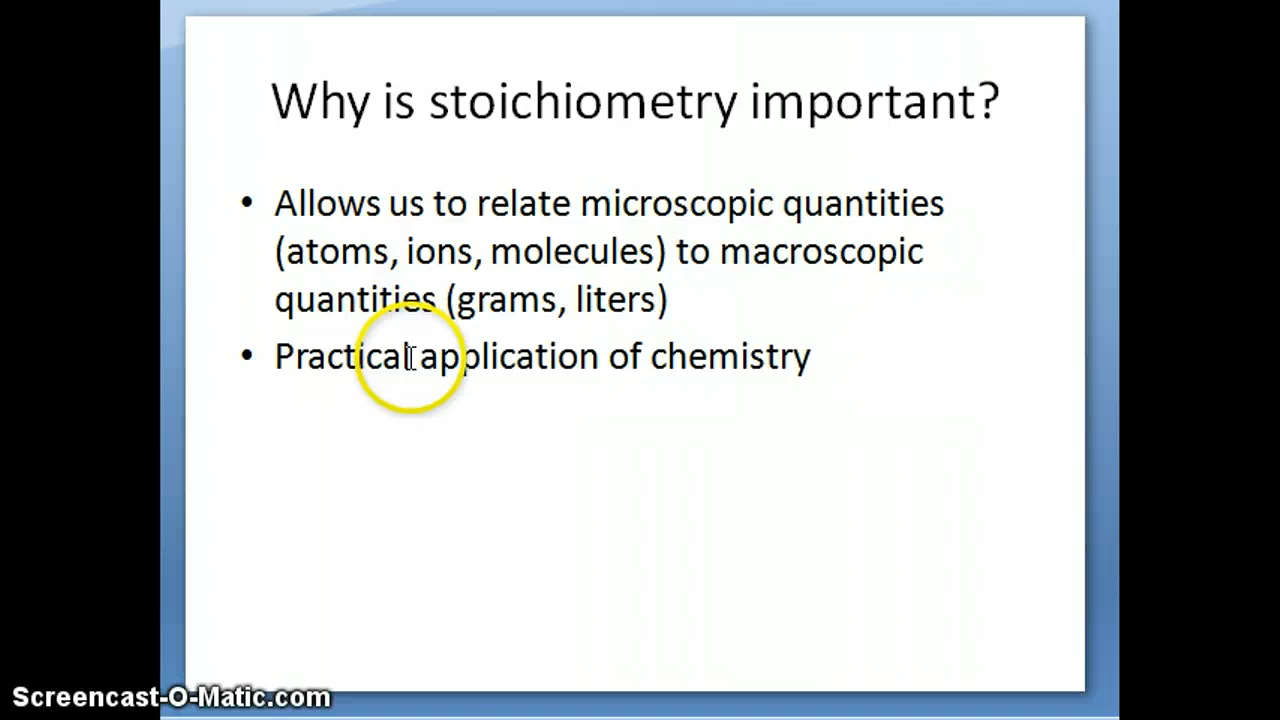 Why is stoichiometry important?
• Allows us to relate microscopic quantities
(atoms, ions, molecules) to macroscopic
quantities (grams, liters)
• Practical application of chemistry
Screencast-O-Matic.com